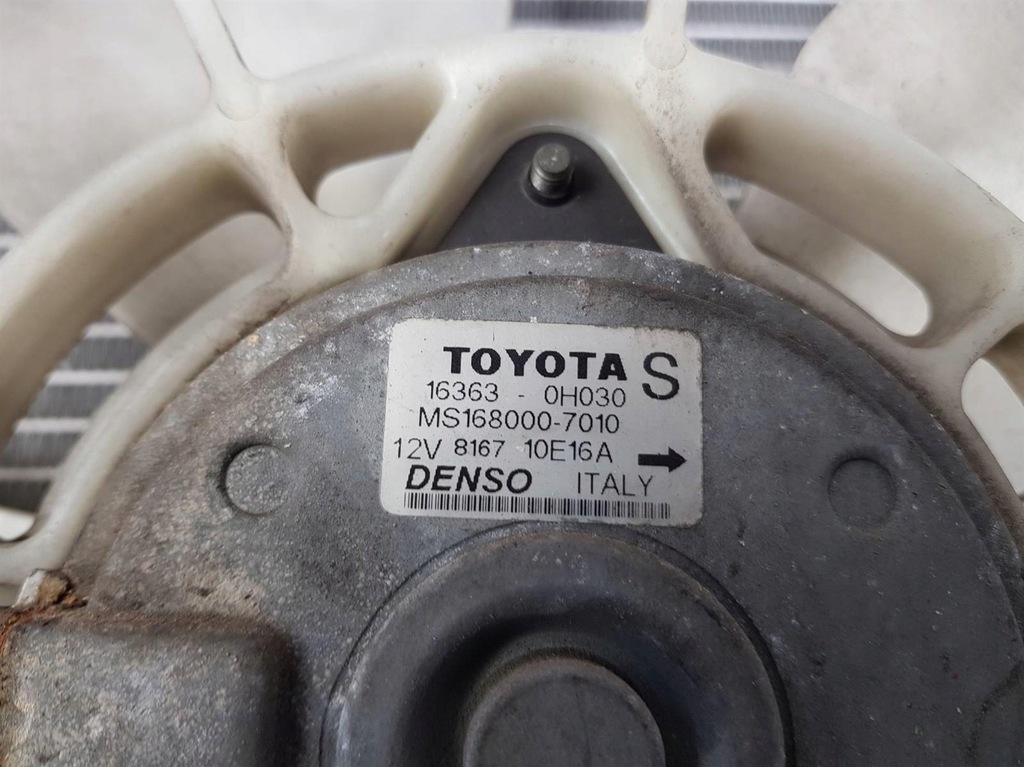 TOYOTA S
16363 - 0H030
MS168000-7010
12V 8167 10E16A
DENSO ITALY